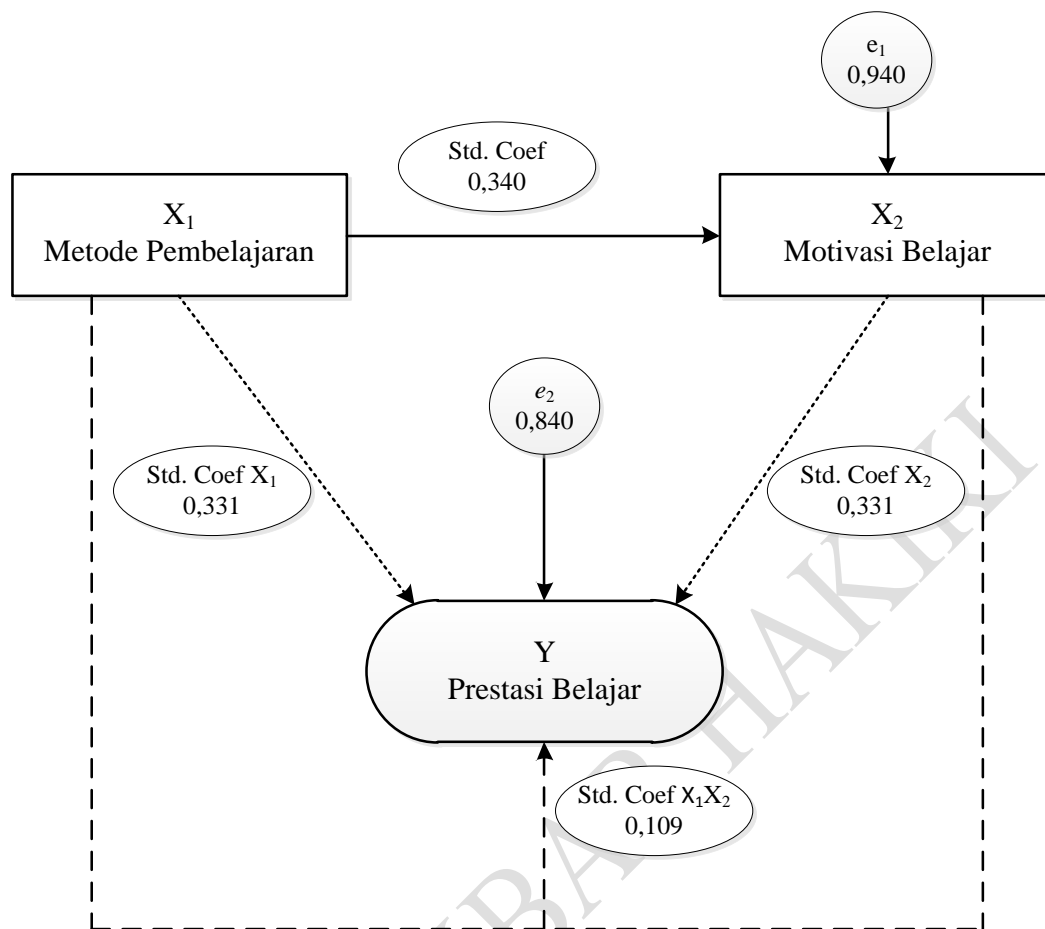 e₁
0,940
Std. Coef
0,340
X₁
Metode Pembelajaran
X₂
Motivasi Belajar
e₂
0,840
Std. Coef X₁
0,331
Std. Coef X₂
0,331
Y
Prestasi Belajar
Std. Coef X₁X₂
0,109
HAKIKI